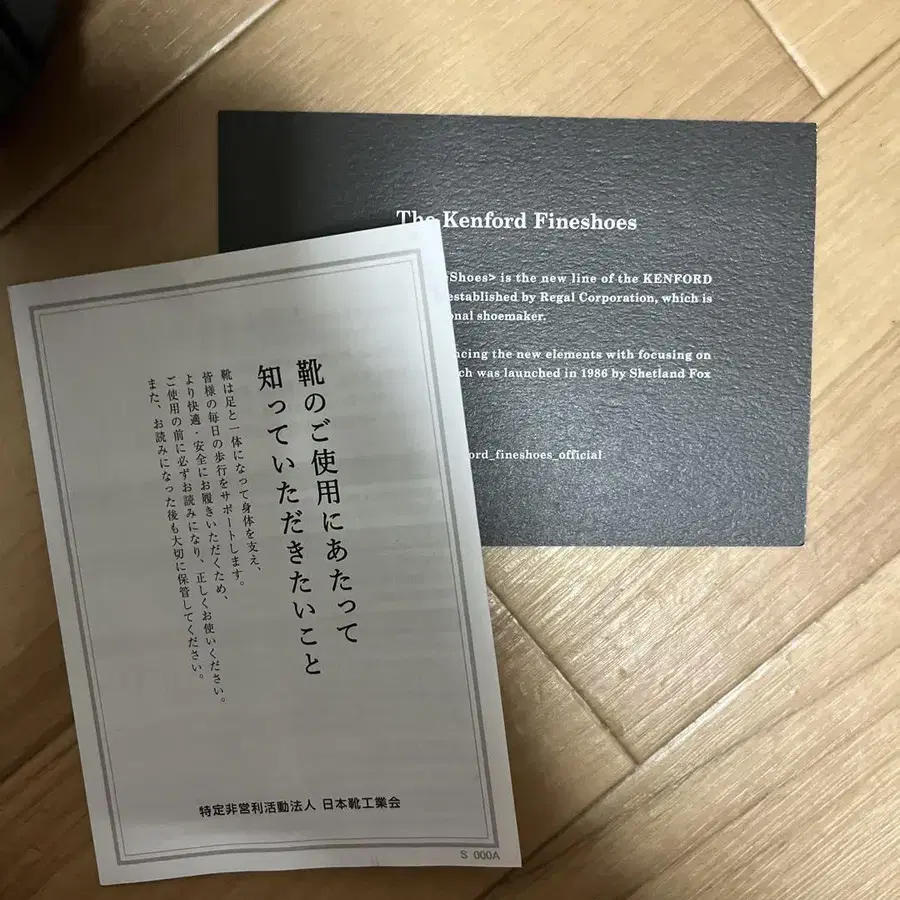 The Kenford Fineshoes
Shoes> is the new line of the KENFORD
established by Regal Corporation, which is
shoemaker.
the new elements with focusing on
was launched in 1986 by Shetland Fox
_fineshoes_official
靴のご使用にあたって
知っていただきたいこと
靴は足と一体になって身体を支え、
皆様の毎日の歩行をサポートします。
より快適・安全にお履きいただくため、
ご使用の前に必ずお読みになり、正しくお使いください。
また、お読みになった後も大切に保管してください。
特定非営利活動法人 日本靴工業会
S 000A